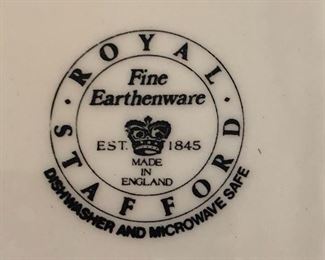 ROYAL
STAFFORD
Fine
Earthenware
EST. 1845
MADE
IN
ENGLAND
DISHWASHER AND MICROWAVE SAFE